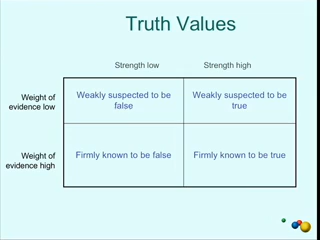 Truth Values
Strength low Strength high
Weight of
evidence low
Weakly suspected to be
false
Weakly suspected to be
true
Weight of
evidence high
Firmly known to be false
Firmly known to be true